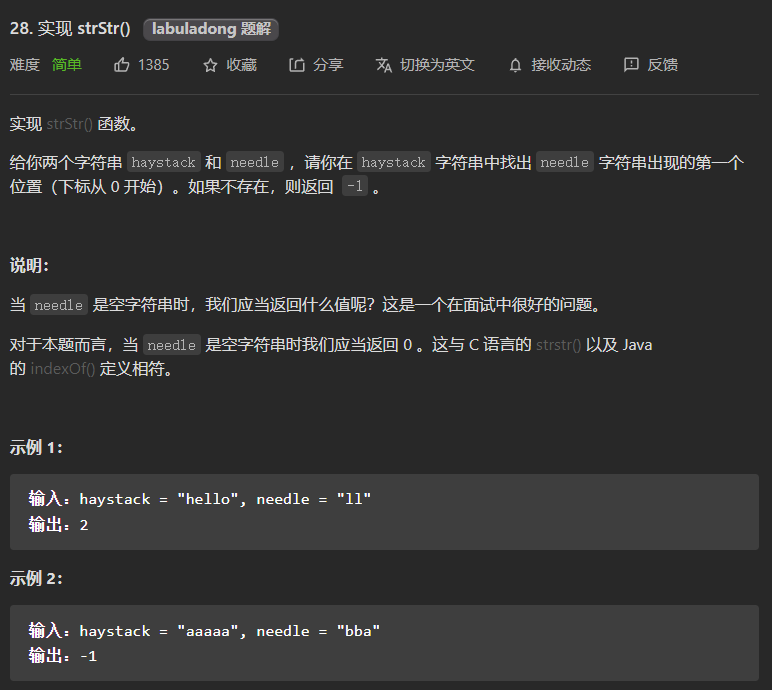 28. 实现 strStr() labuladong 题解
难度 简单 1385 收藏 分享 切换为英文 接收动态 反馈
实现 strStr() 函数。
给你两个字符串 haystack 和 needle ，请你在 haystack 字符串中找出 needle 字符串出现的第一个
位置（下标从 0 开始）。如果不存在，则返回 -1 。
说明：
当 needle 是空字符串时，我们应当返回什么值呢？这是一个在面试中很好的问题。
对于本题而言，当 needle 是空字符串时我们应当返回 0 。这与 C 语言的 strstr() 以及 Java
的 indexOf() 定义相符。
示例 1：
输入：haystack = "hello", needle = "ll"
输出：2
示例 2：
输入：haystack = "aaaaa", needle = "bba"
输出：-1